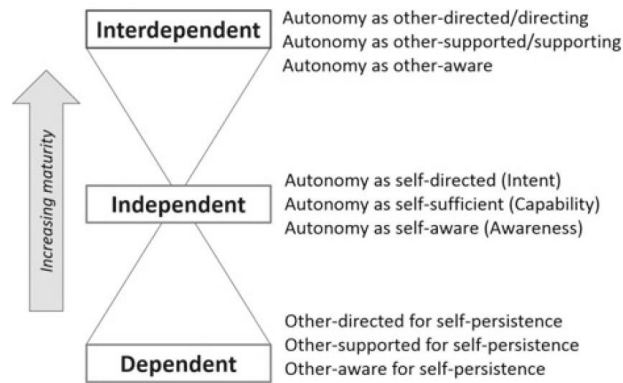 Interdependent
Autonomy as other-directed/directing
Autonomy as other-supported/supporting
Autonomy as other-aware
Increasing maturity
Independent
Autonomy as self-directed (Intent)
Autonomy as self-sufficient (Capability)
Autonomy as self-aware (Awareness)
Dependent
Other-directed for self-persistence
Other-supported for self-persistence
Other-aware for self-persistence